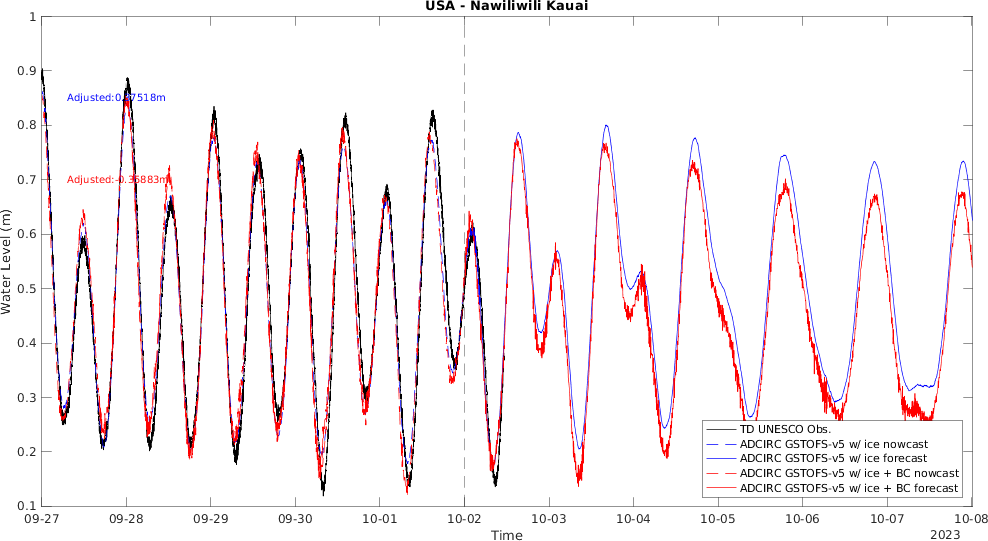 USA - Nawiliwili Kauai
1
0.9
0.8
0.7
0.6
0.5
0.4
0.3
0.2
0.1
Water Level (m)
TD UNESCO Obs.
ADCIRC GSTOFS-v5 w/ ice nowcast
ADCIRC GSTOFS-v5 w/ ice forecast
ADCIRC GSTOFS-v5 w/ ice + BC nowcast
ADCIRC GSTOFS-v5 w/ ice + BC forecast
09-27 09-28 09-29 09-30 10-01 10-02 10-03 10-04 10-05 10-06 10-07 10-08
Time
2023